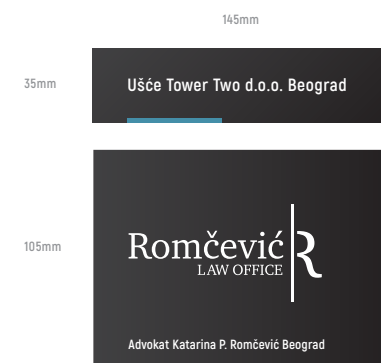 145mm
35mm
Ušće Tower Two d.o.o. Beograd
105mm
Romčević R
LAW OFFICE
Advokat Katarina P. Romčević Beograd